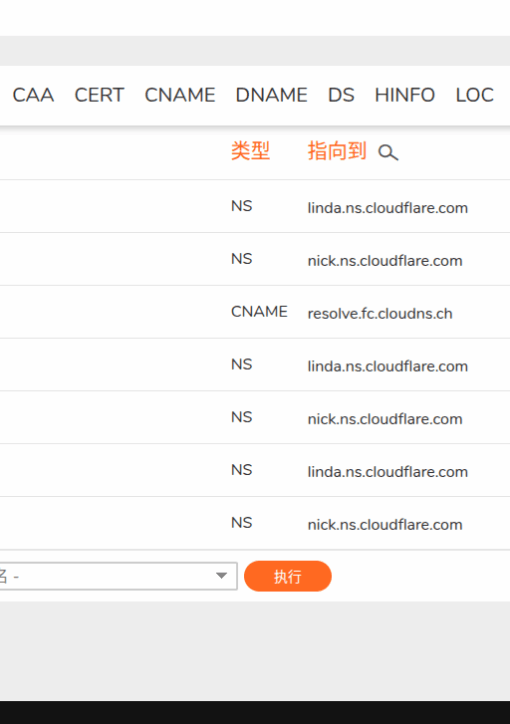 CAA CERT CNAME DNAME DS HINFO LOC
类型 指向到
NS linda.ns.cloudflare.com
NS nick.ns.cloudflare.com
CNAME resolve.fc.cloudns.ch
NS linda.ns.cloudflare.com
NS nick.ns.cloudflare.com
NS linda.ns.cloudflare.com
NS nick.ns.cloudflare.com
名 - 执行